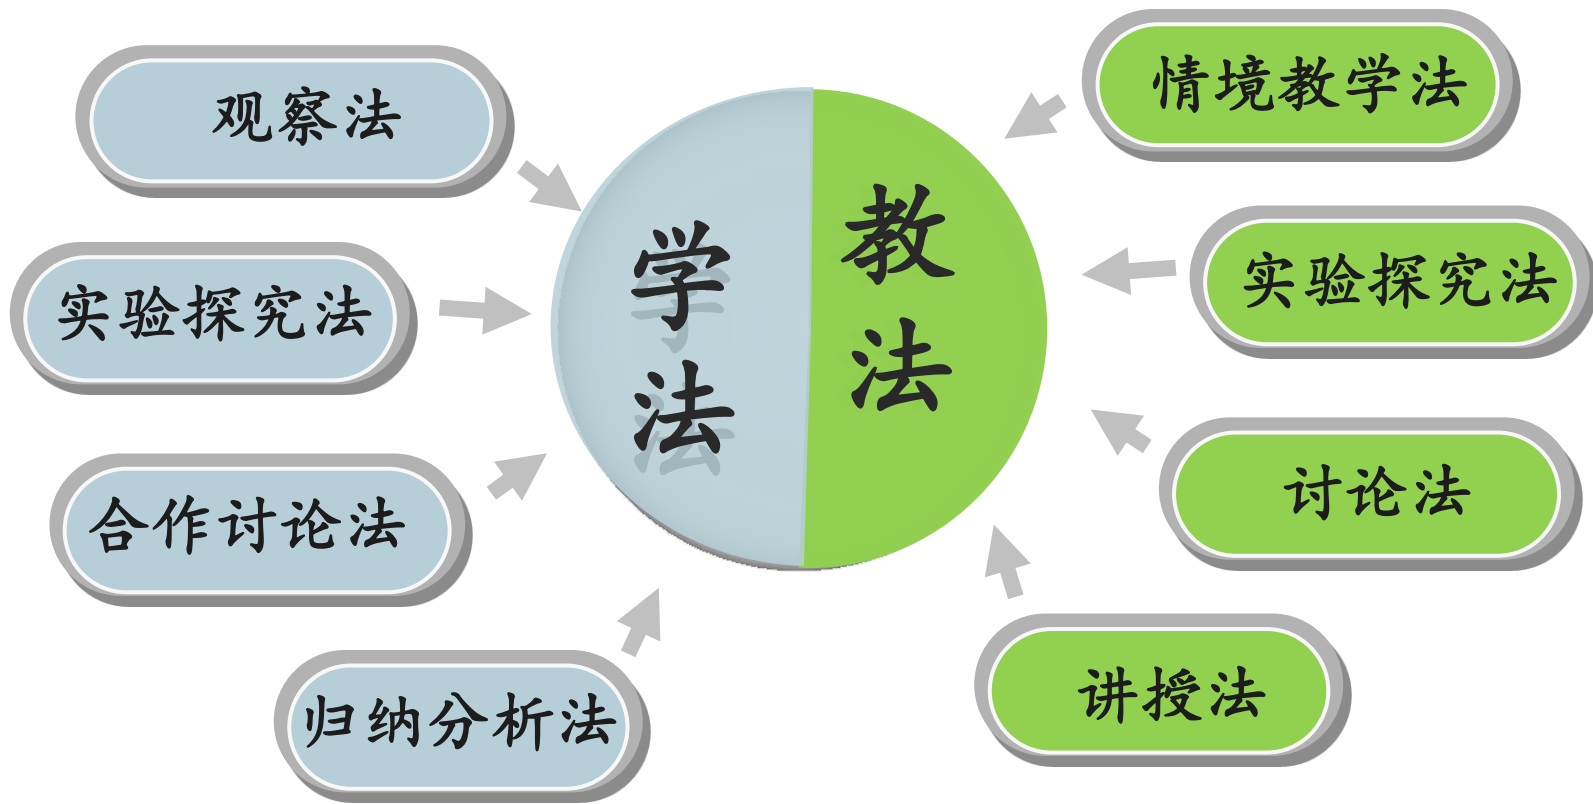 观察法
实验探究法
合作讨论法
归纳分析法
学法
教法
情境教学法
实验探究法
讨论法
讲授法